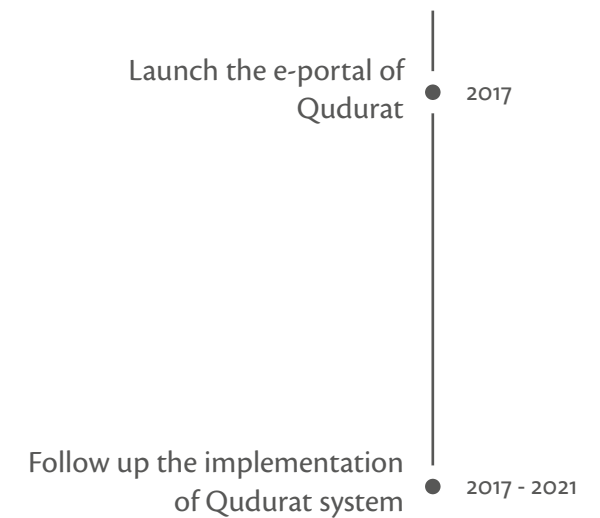 Launch the e-portal of
Qudurat
2017
Follow up the implementation
of Qudurat system
2017 - 2021